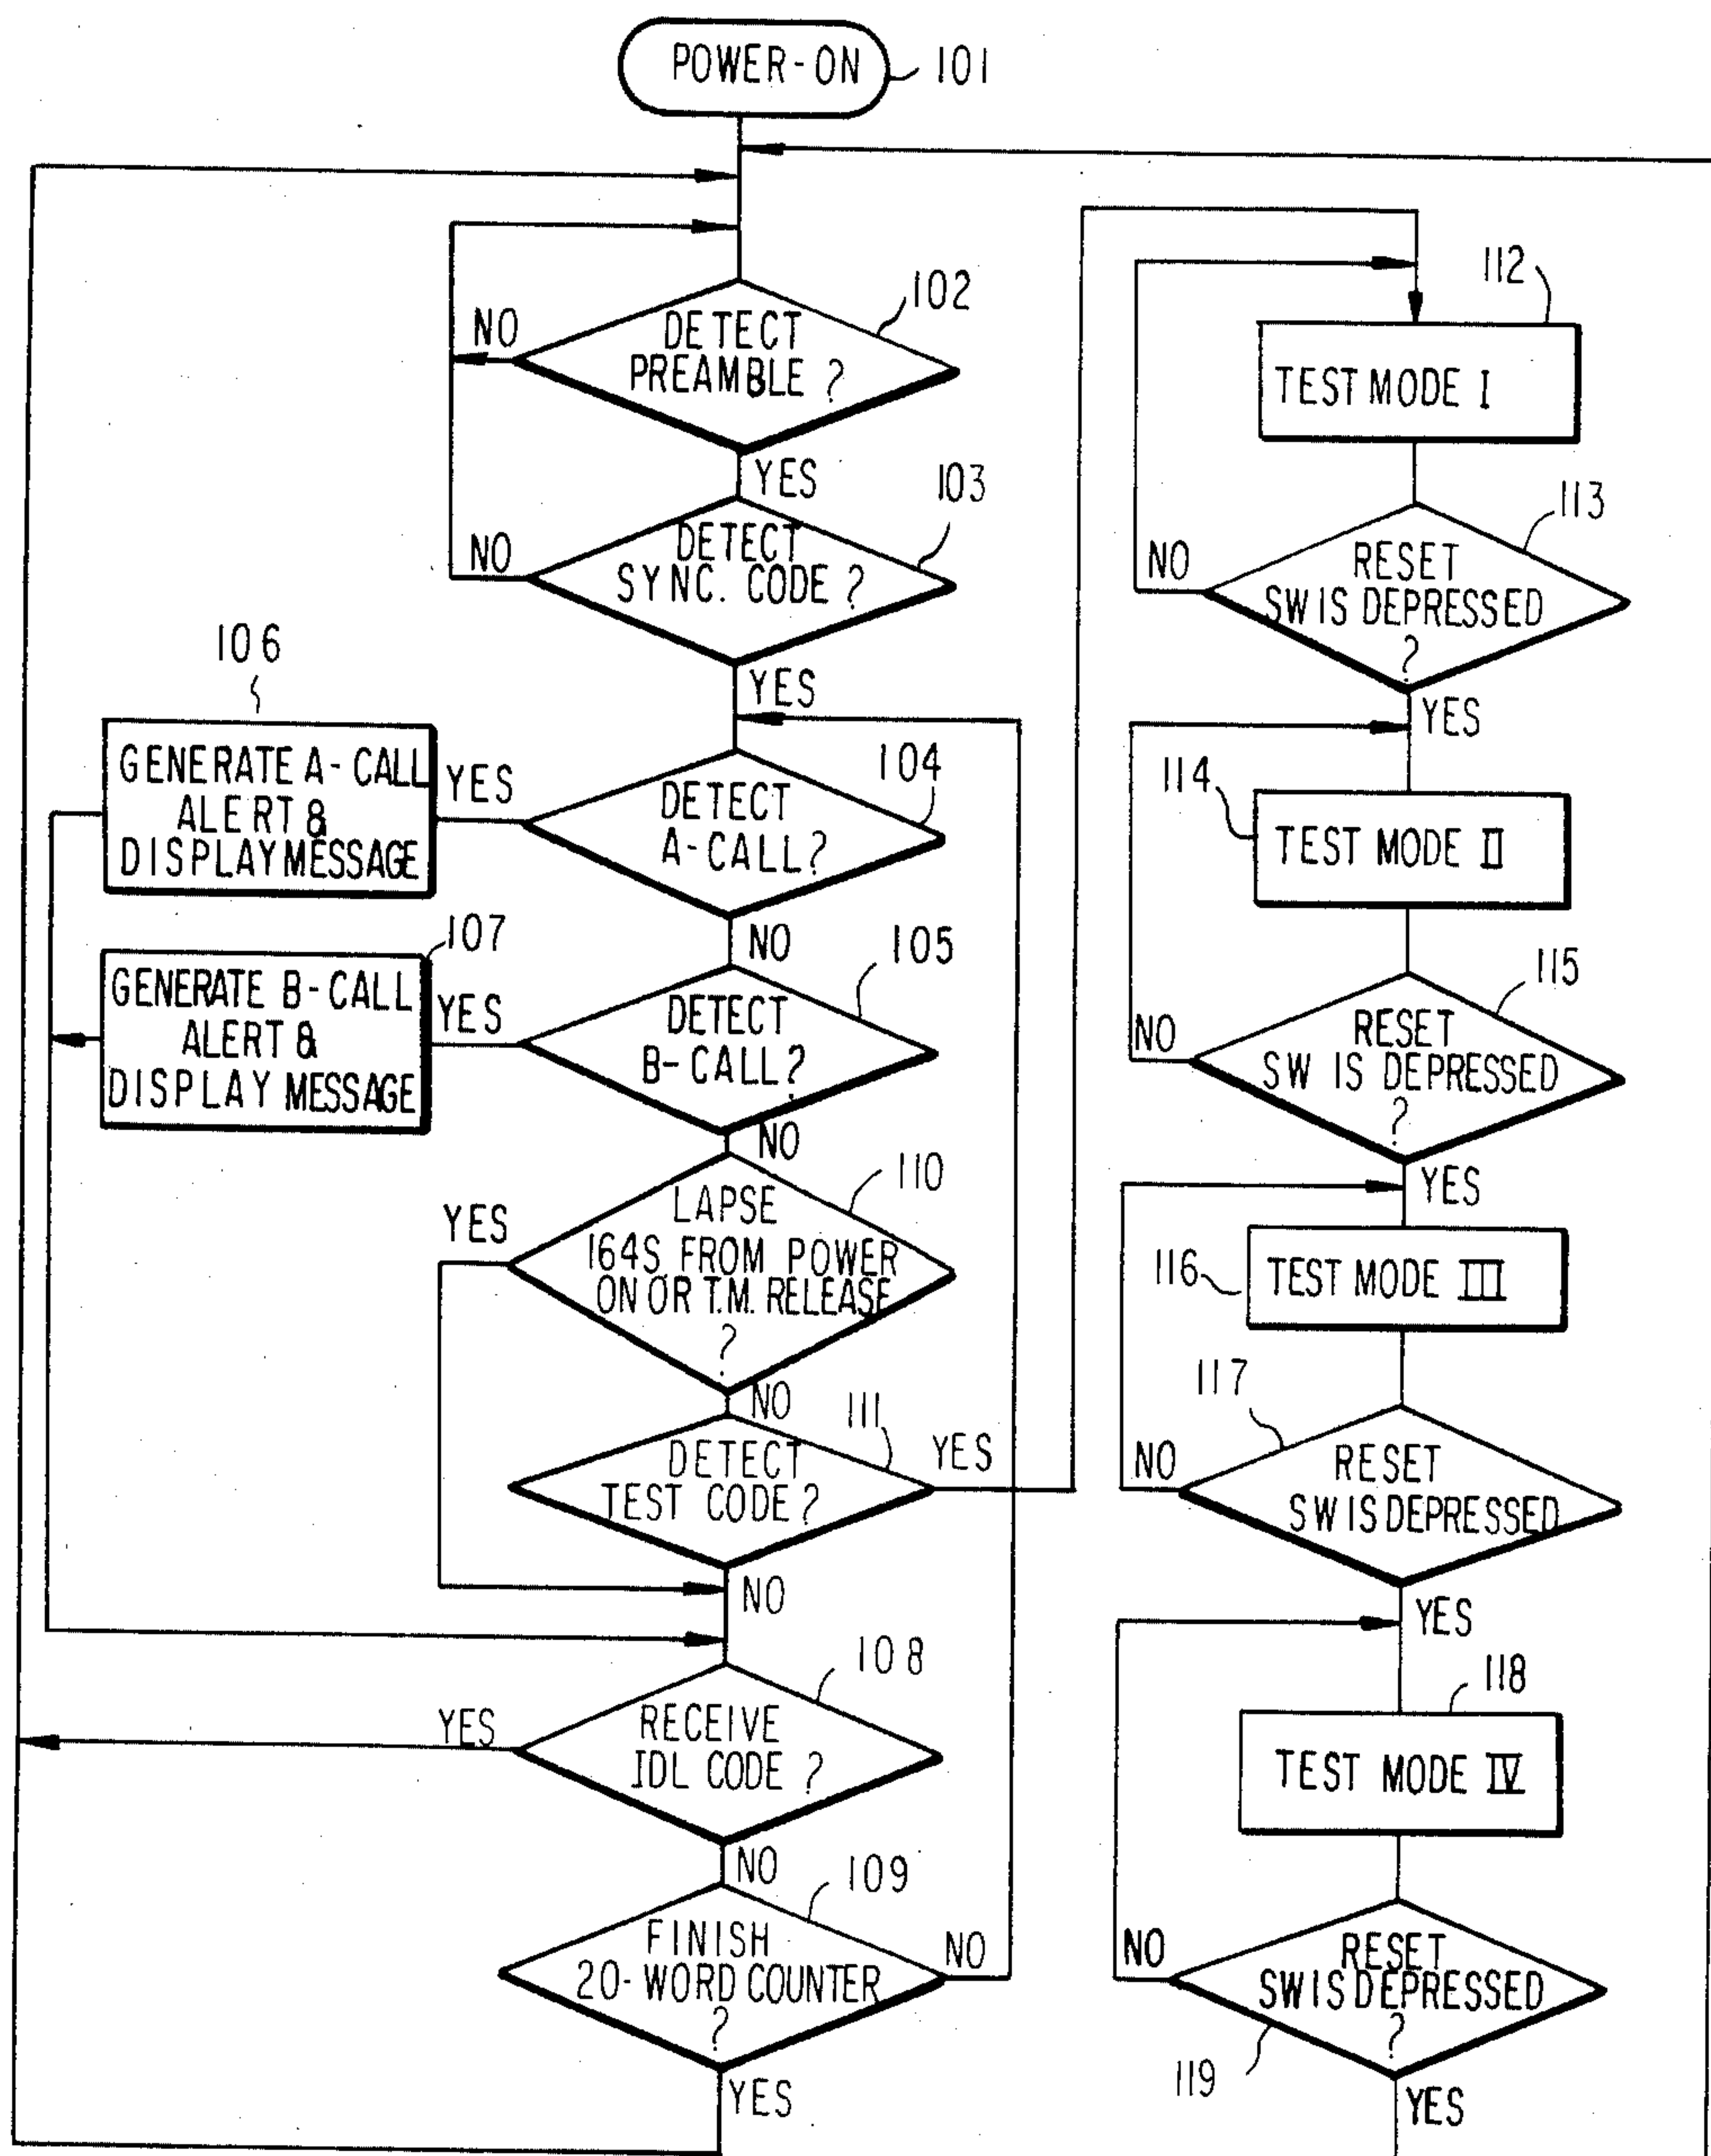 POWER-ON 101
102
NO
DETECT
PREAMBLE ?
YES
103
NO
DETECT
SYNC. CODE ?
YES
106
GENERATE A-CALL
ALERT &
DISPLAY MESSAGE
YES
104
DETECT
A-CALL?
NO
107
GENERATE B-CALL
ALERT &
DISPLAY MESSAGE
YES
105
DETECT
B-CALL?
NO
110
YES
LAPSE
164S FROM POWER
ON OR T.M. RELEASE
?
NO
111
DETECT
TEST CODE ?
YES
NO
108
YES
RECEIVE
IDL CODE ?
NO
109
FINISH
20-WORD COUNTER
?
NO
YES
112
TEST MODE I
113
NO
RESET
SW IS DEPRESSED
?
YES
114
TEST MODE II
115
NO
RESET
SW IS DEPRESSED
?
YES
116
TEST MODE III
117
NO
RESET
SW IS DEPRESSED
YES
118
TEST MODE IV
NO
RESET
SW IS DEPRESSED
?
119
YES